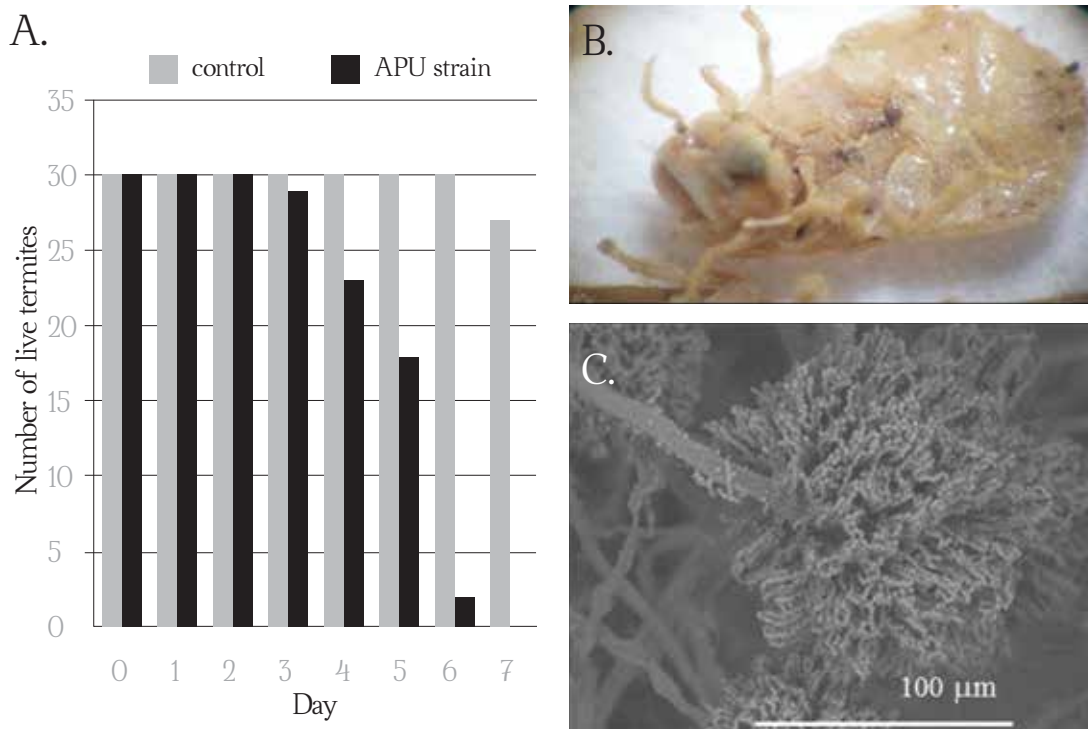 A.
control
APU strain
35
30
25
20
15
10
5
0
Number of live termites
0 1 2 3 4 5 6 7
Day
B.
C.
100 µm